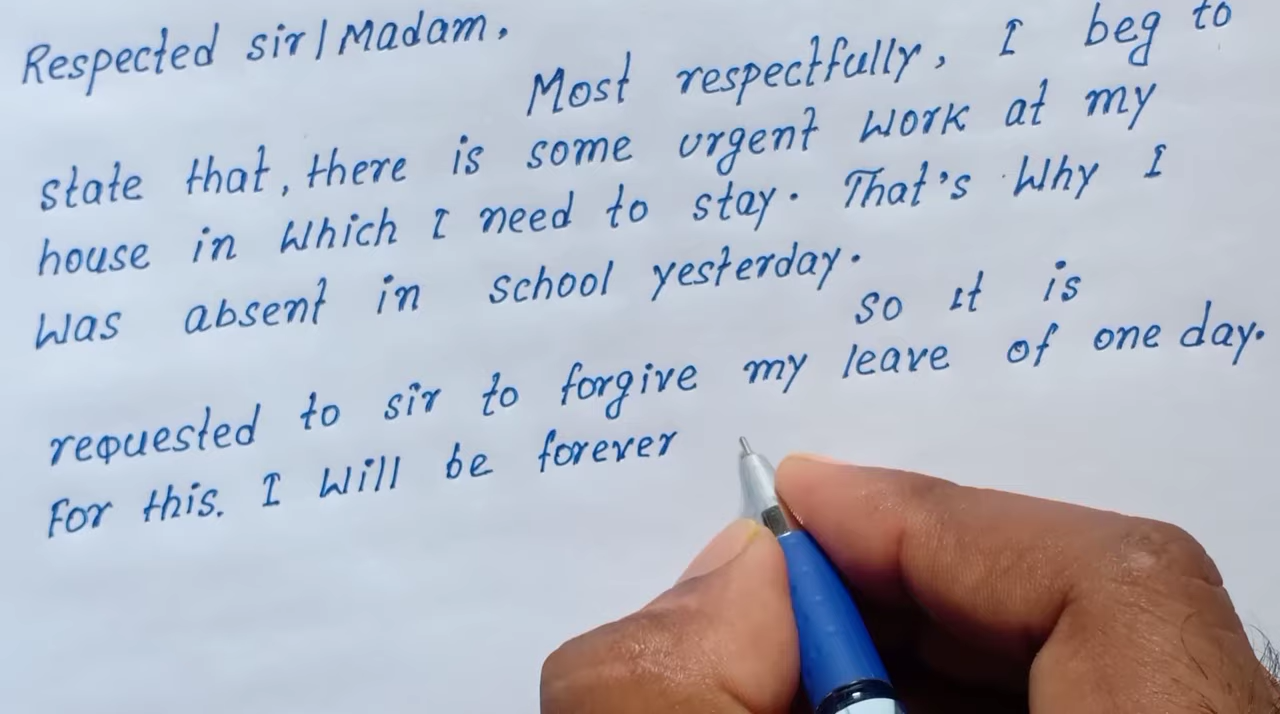 Respected sir/Madam,
Most respectfully, I beg to
state that, there is some urgent work at my
house in which I need to stay. That's why I
was absent in school yesterday.
so it is
requested to sir to forgive my leave of one day.
For this. I will be forever